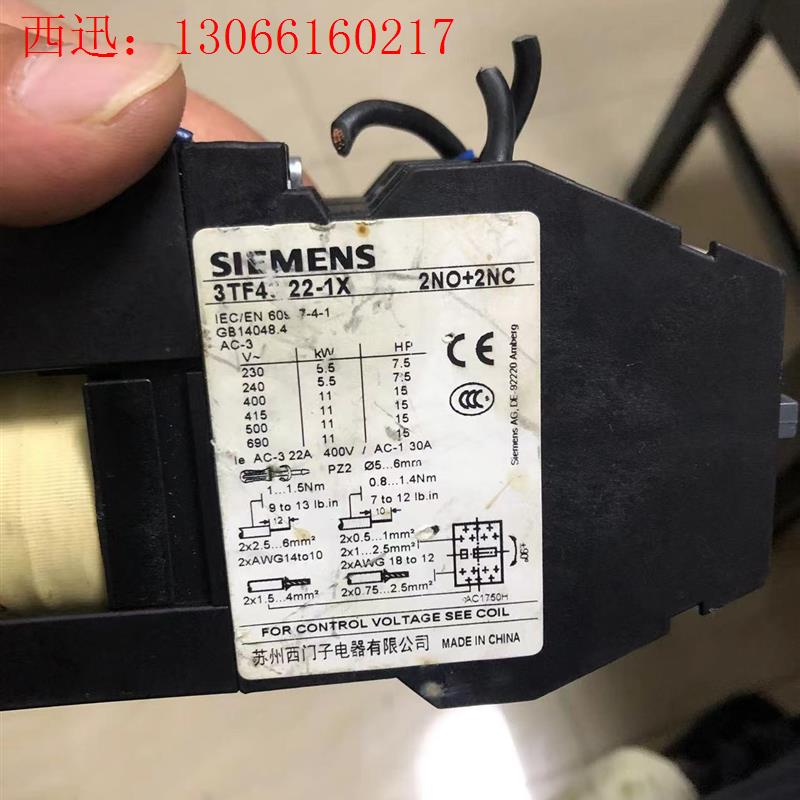 西迅：13066160217
SIEMENS
22-1X 2NO+2NC
IEC/EN 7-4-1
GB14048.4
AC-3
V~ kW HP
230 5.5 7.5
240 5.5 7.5
400 11 15
415 11 15
500 11 15
690 11 15
Ie AC-3 22A 400V / AC-1 30A
PZ2 Ø5...6mm
1...1.5Nm 0.8...1.4Nm
9 to 13 lb.in 7 to 12 lb.in
12 10
2x2.5...6mm² 2x0.5...1mm²
2x1...2.5mm²
2xAWG14to10 2xAWG 18 to 12
2x1.5...4mm² 2x0.75...2.5mm²
+90°
AC1750H
FOR CONTROL VOLTAGE SEE COIL
苏州西门子电器有限公司 MADE IN CHINA
CE
CCC
Siemens AG, DE-92220 Amberg